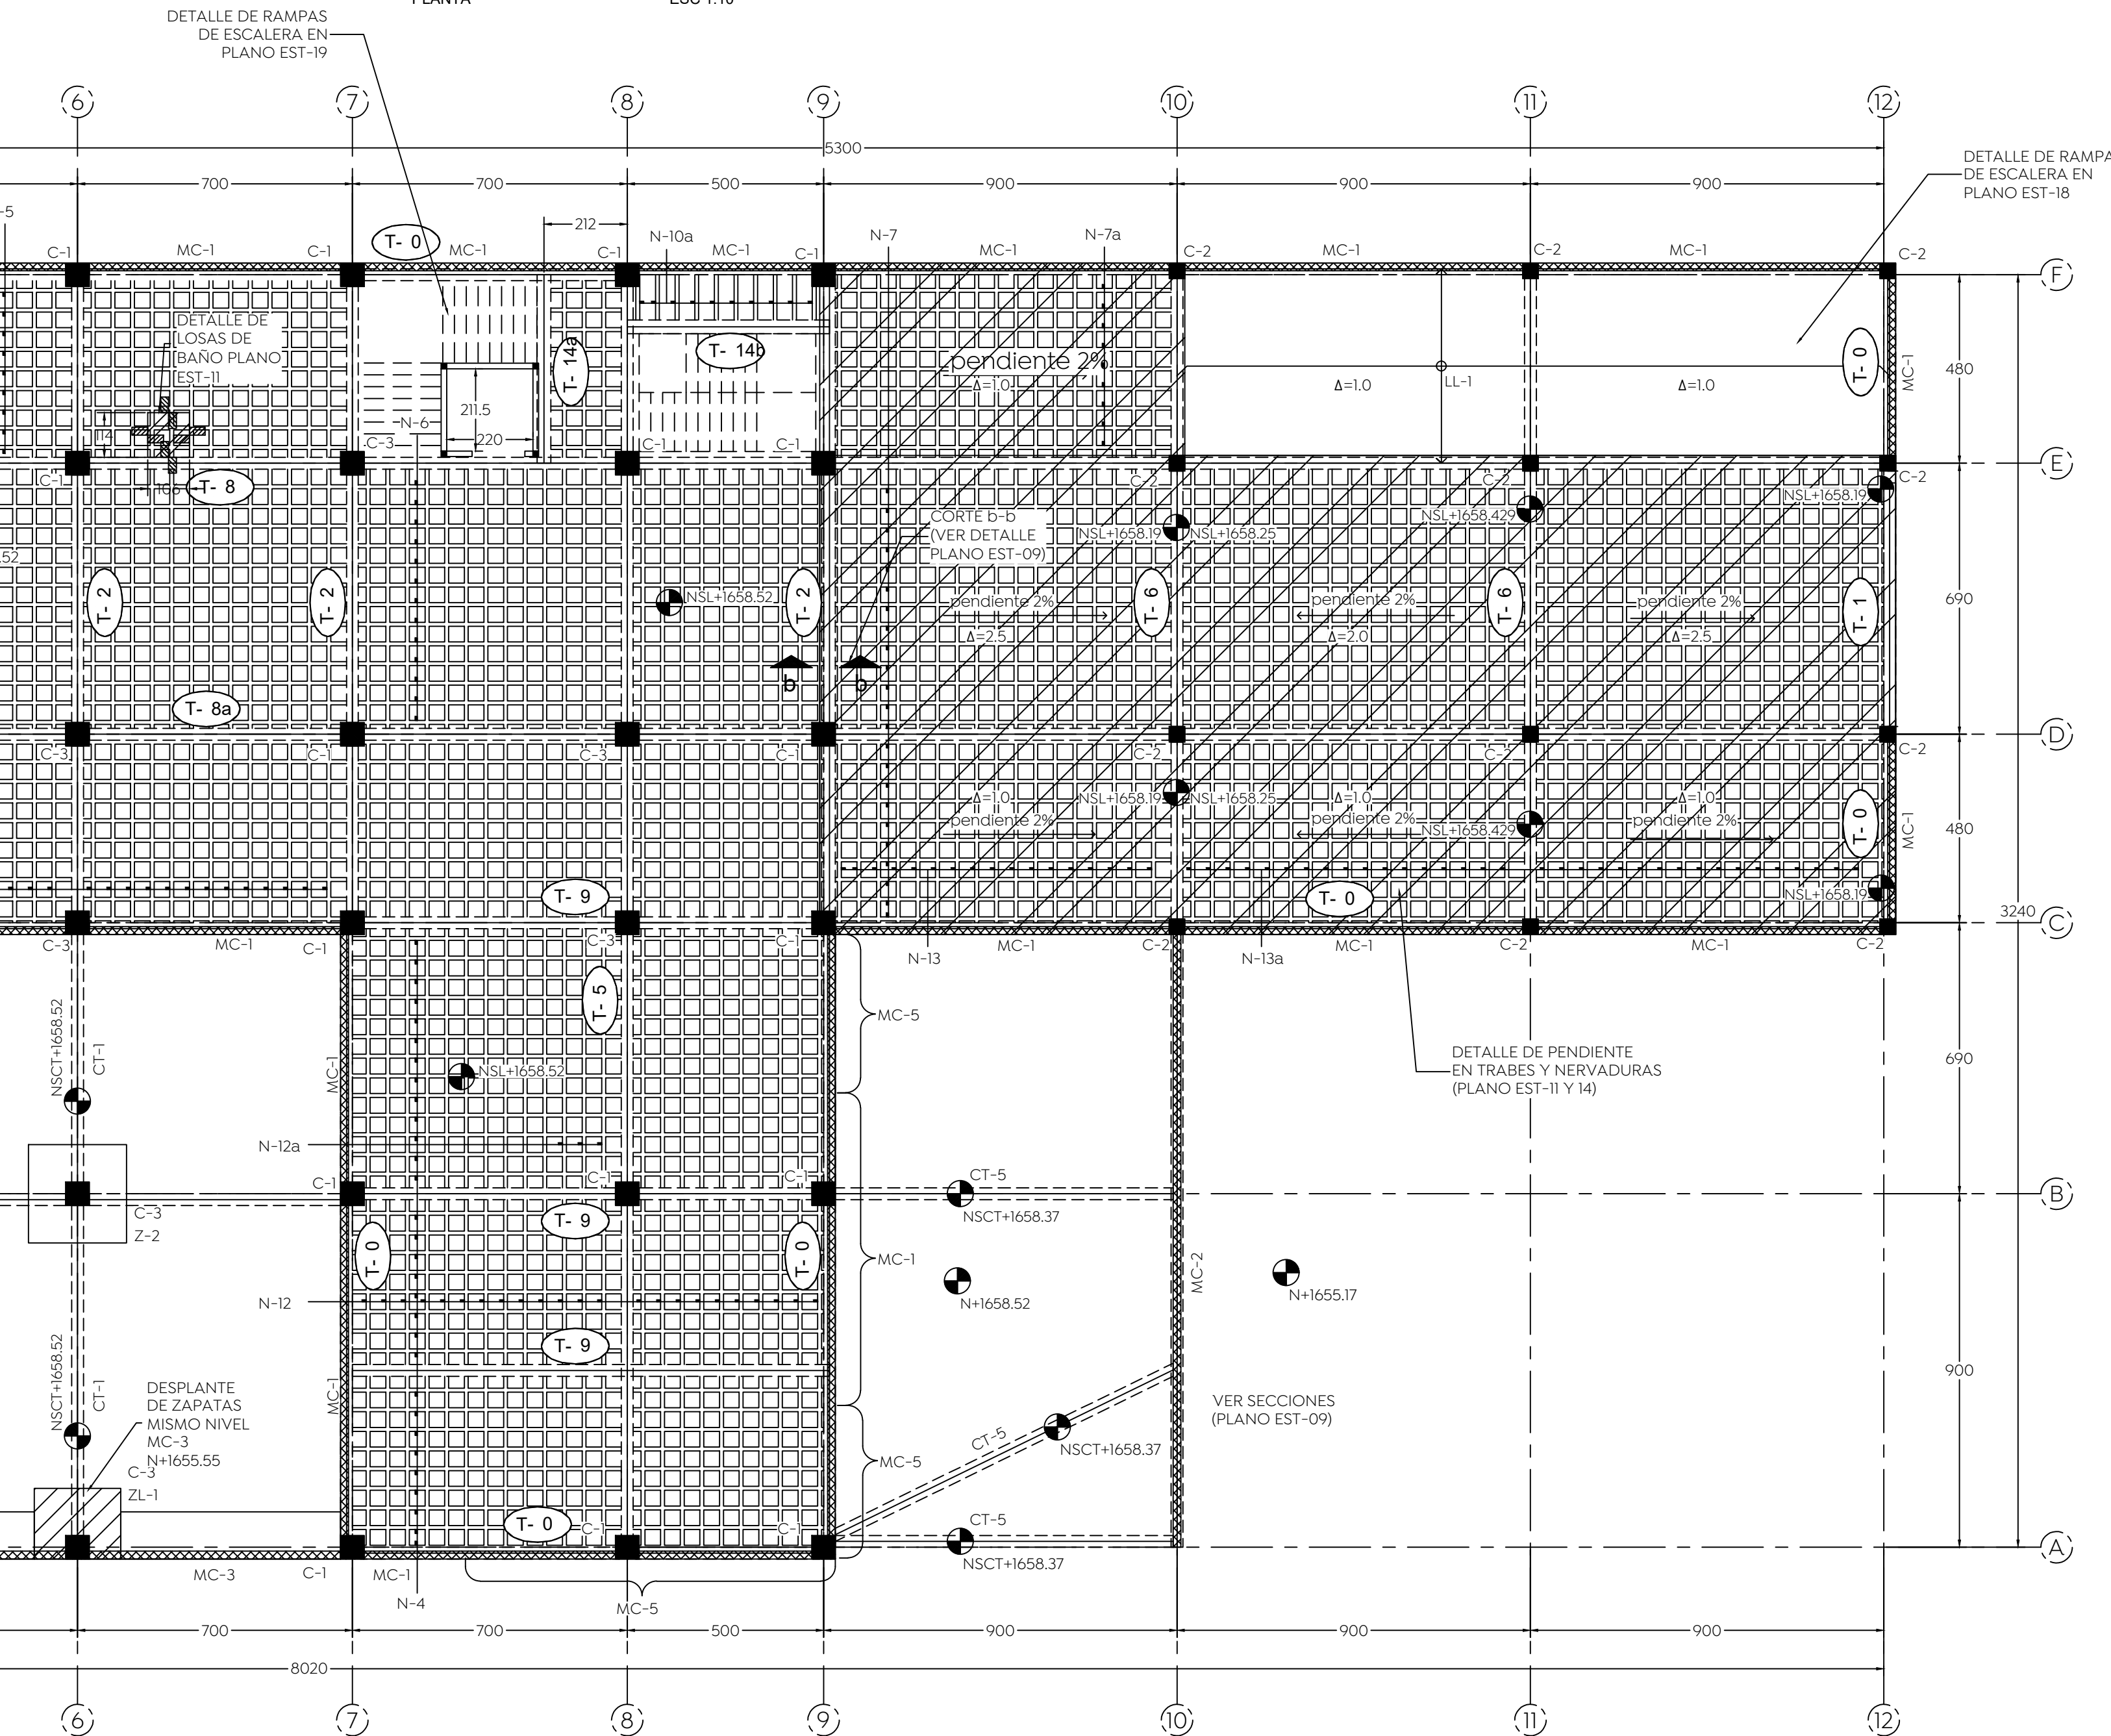 DETALLE DE RAMPAS
DE ESCALERA EN
PLANO EST-19
6
7
8
9
10
11
12
5300
DETALLE DE RAMPA
DE ESCALERA EN
PLANO EST-18
700
700
500
900
900
900
-5
212
C-1
MC-1
C-1
T- 0
MC-1
C-1
N-10a
MC-1
C-1
N-7
MC-1
N-7a
C-2
MC-1
C-2
MC-1
C-2
F
DETALLE DE
LOSAS DE
BAÑO PLANO
EST-11
T- 14a
T- 14b
pendiente 2%
Δ=1.0
Δ=1.0
LL-1
Δ=1.0
T- 0
MC-1
480
114
N-6
211.5
220
C-3
C-1
C-1
E
C-1
106
T- 8
C-2
C-2
C-2
NSL+1658.19
CORTE b-b
(VER DETALLE
PLANO EST-09)
NSL+1658.19
NSL+1658.25
NSL+1658.429
.52
T- 2
T- 2
NSL+1658.52
T- 2
pendiente 2%
Δ=2.5
T- 6
pendiente 2%
Δ=2.0
T- 6
pendiente 2%
Δ=2.5
T- 1
690
b
b
T- 8a
D
C-3
C-1
C-3
C-1
C-2
C-2
C-2
Δ=1.0
pendiente 2%
NSL+1658.19
NSL+1658.25
Δ=1.0
pendiente 2%
NSL+1658.429
Δ=1.0
pendiente 2%
T- 0
MC-1
480
T- 9
T- 0
NSL+1658.19
3240
C
C-3
MC-1
C-1
C-3
C-1
N-13
MC-1
C-2
N-13a
MC-1
C-2
MC-1
C-2
T- 5
MC-5
NSCT+1658.52
CT-1
MC-1
NSL+1658.52
DETALLE DE PENDIENTE
EN TRABES Y NERVADURAS
(PLANO EST-11 Y 14)
690
N-12a
C-1
C-1
C-1
CT-5
B
C-3
Z-2
T- 9
NSCT+1658.37
T- 0
T- 0
MC-1
MC-2
N+1658.52
N+1655.17
N-12
T- 9
NSCT+1658.52
CT-1
MC-1
900
DESPLANTE
DE ZAPATAS
MISMO NIVEL
MC-3
N+1655.55
C-3
ZL-1
VER SECCIONES
(PLANO EST-09)
CT-5
NSCT+1658.37
MC-5
T- 0
C-1
C-1
CT-5
NSCT+1658.37
A
MC-3
C-1
MC-1
N-4
MC-5
700
700
500
900
900
900
8020
6
7
8
9
10
11
12